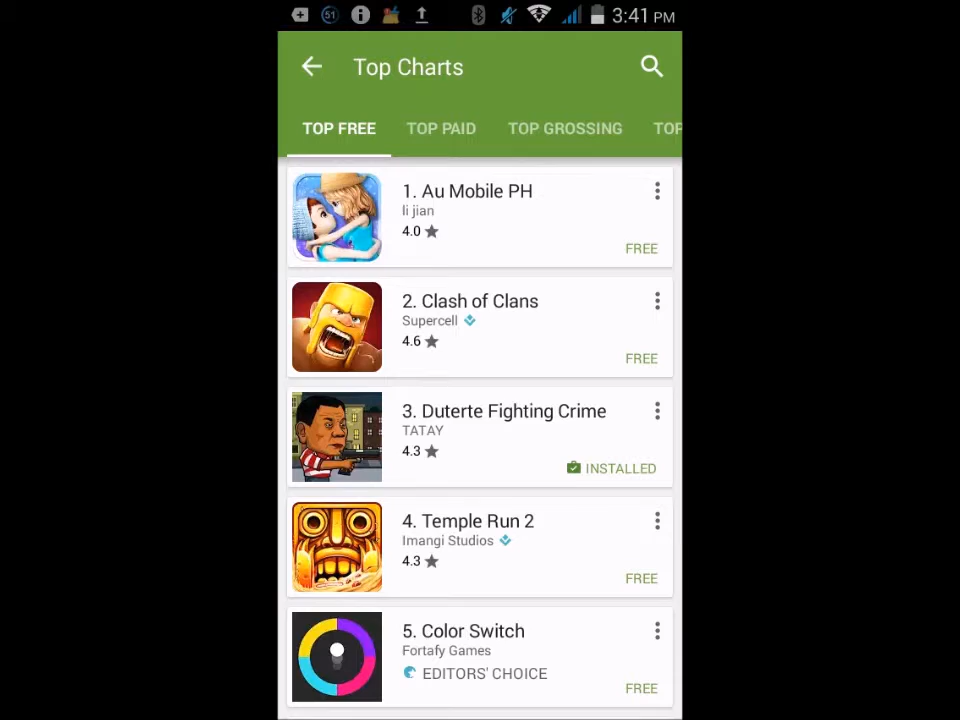 51
3:41 PM
Top Charts
TOP FREE
TOP PAID
TOP GROSSING
TOP
1. Au Mobile PH
li jian
4.0
FREE
2. Clash of Clans
Supercell
4.6
FREE
3. Duterte Fighting Crime
TATAY
4.3
INSTALLED
4. Temple Run 2
Imangi Studios
4.3
FREE
5. Color Switch
Fortafy Games
EDITORS' CHOICE
FREE